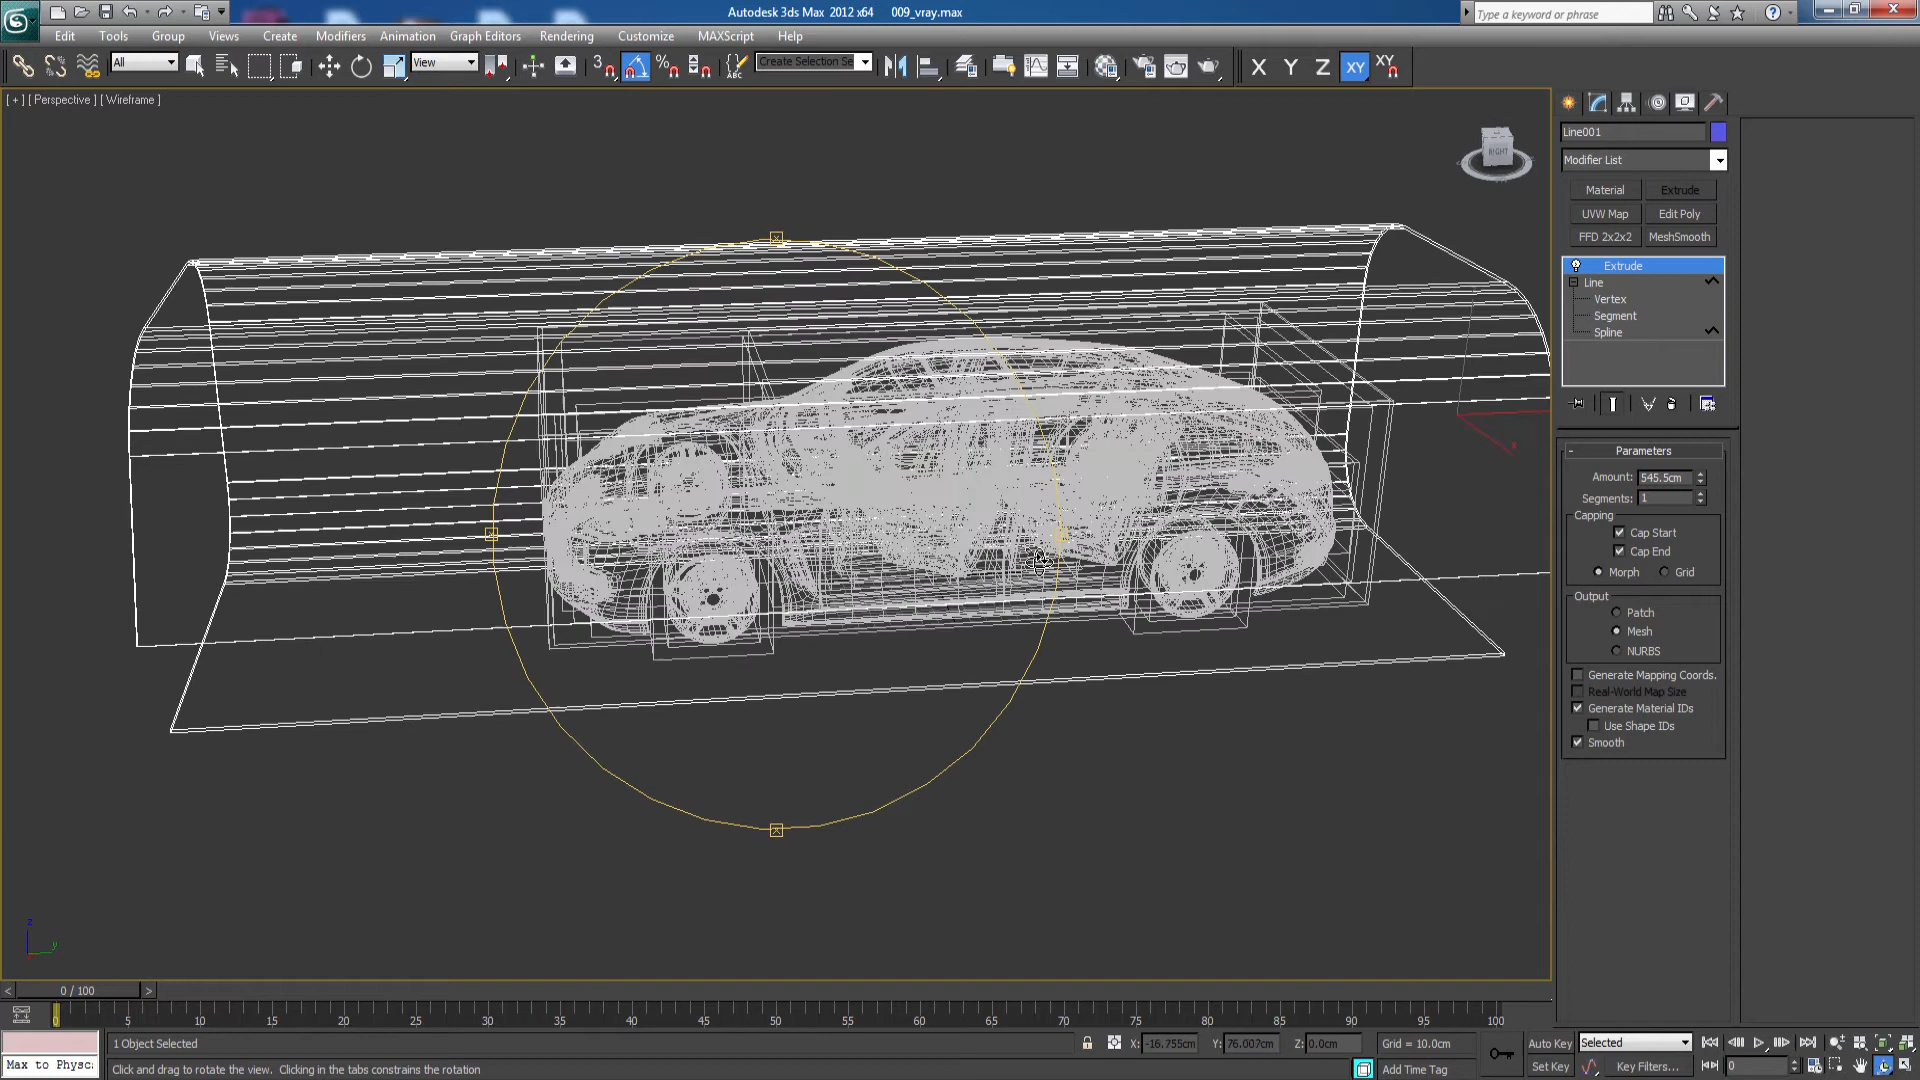 Autodesk 3ds Max 2012 x64 009_vray.max
Type a keyword or phrase
Edit Tools Group Views Create Modifiers Animation Graph Editors Rendering Customize MAXScript Help
All View 3 Create Selection Se X Y Z XY XY
[ + ] [ Perspective ] [ Wireframe ]
RIGHT
Line001
Modifier List
Material Extrude
UVW Map Edit Poly
FFD 2x2x2 MeshSmooth
Extrude
Line
Vertex
Segment
Spline
- Parameters
Amount: 545.5cm
Segments: 1
Capping
Cap Start
Cap End
Morph Grid
Output
Patch
Mesh
NURBS
Generate Mapping Coords.
Real-World Map Size
Generate Material IDs
Use Shape IDs
Smooth
x
z
y
< 0 / 100 >
0 5 10 15 20 25 30 35 40 45 50 55 60 65 70 75 80 85 90 95 100
1 Object Selected X: -16.755cm Y: 76.007cm Z: 0.0cm Grid = 10.0cm Auto Key Selected
Max to Physc: Click and drag to rotate the view. Clicking in the tabs constrains the rotation Add Time Tag Set Key Key Filters... 0